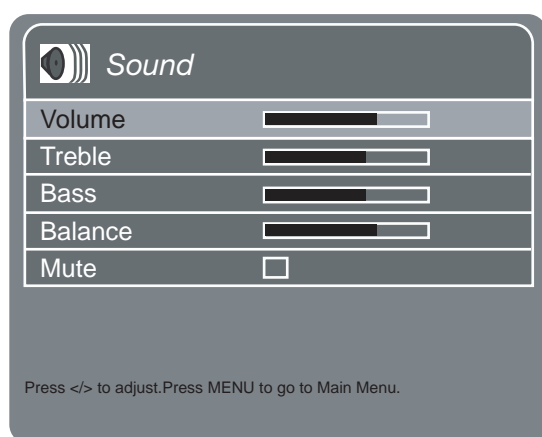 Sound
Volume
Treble
Bass
Balance
Mute
Press </> to adjust.Press MENU to go to Main Menu.